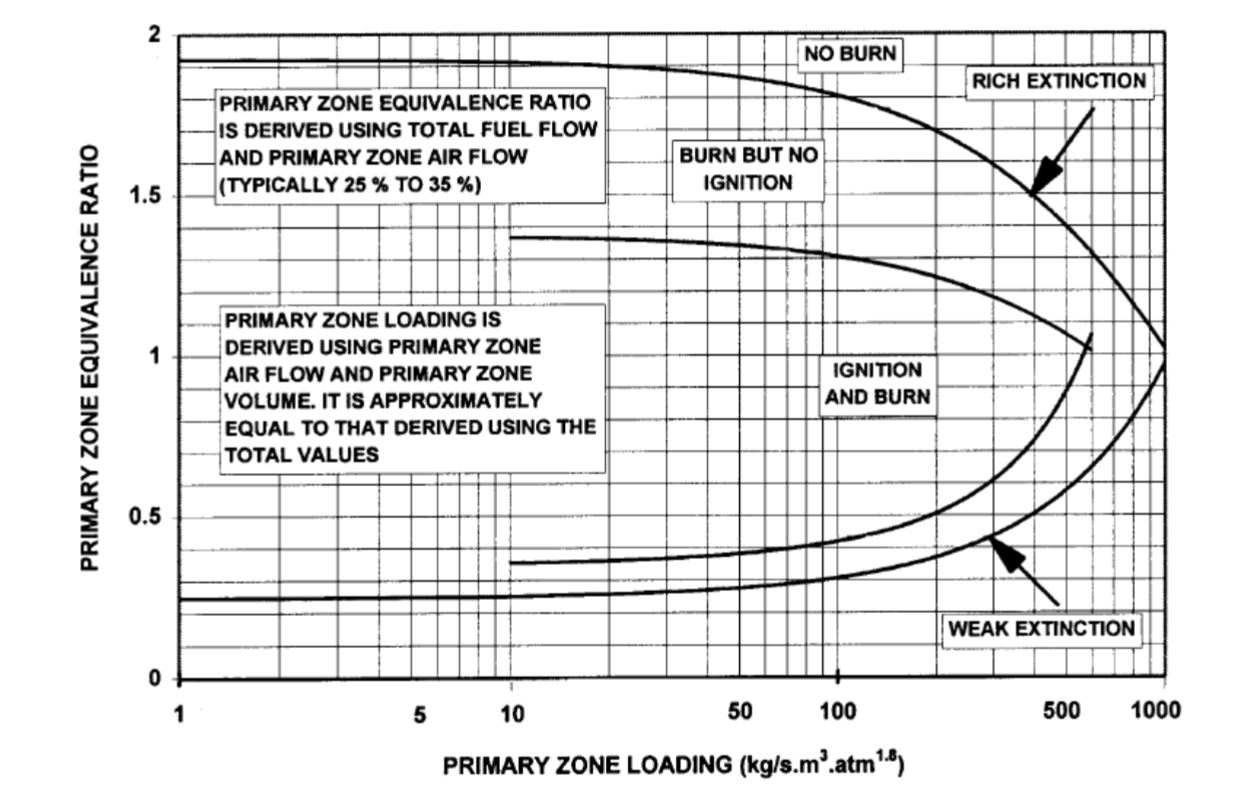 2
NO BURN
RICH EXTINCTION
PRIMARY ZONE EQUIVALENCE RATIO
IS DERIVED USING TOTAL FUEL FLOW
AND PRIMARY ZONE AIR FLOW
(TYPICALLY 25 % TO 35 %)
BURN BUT NO
IGNITION
1.5
PRIMARY ZONE EQUIVALENCE RATIO
PRIMARY ZONE LOADING IS
DERIVED USING PRIMARY ZONE
AIR FLOW AND PRIMARY ZONE
VOLUME. IT IS APPROXIMATELY
EQUAL TO THAT DERIVED USING THE
TOTAL VALUES
1
IGNITION
AND BURN
0.5
WEAK EXTINCTION
0
1 5 10 50 100 500 1000
PRIMARY ZONE LOADING (kg/s.m³.atm¹·⁸)